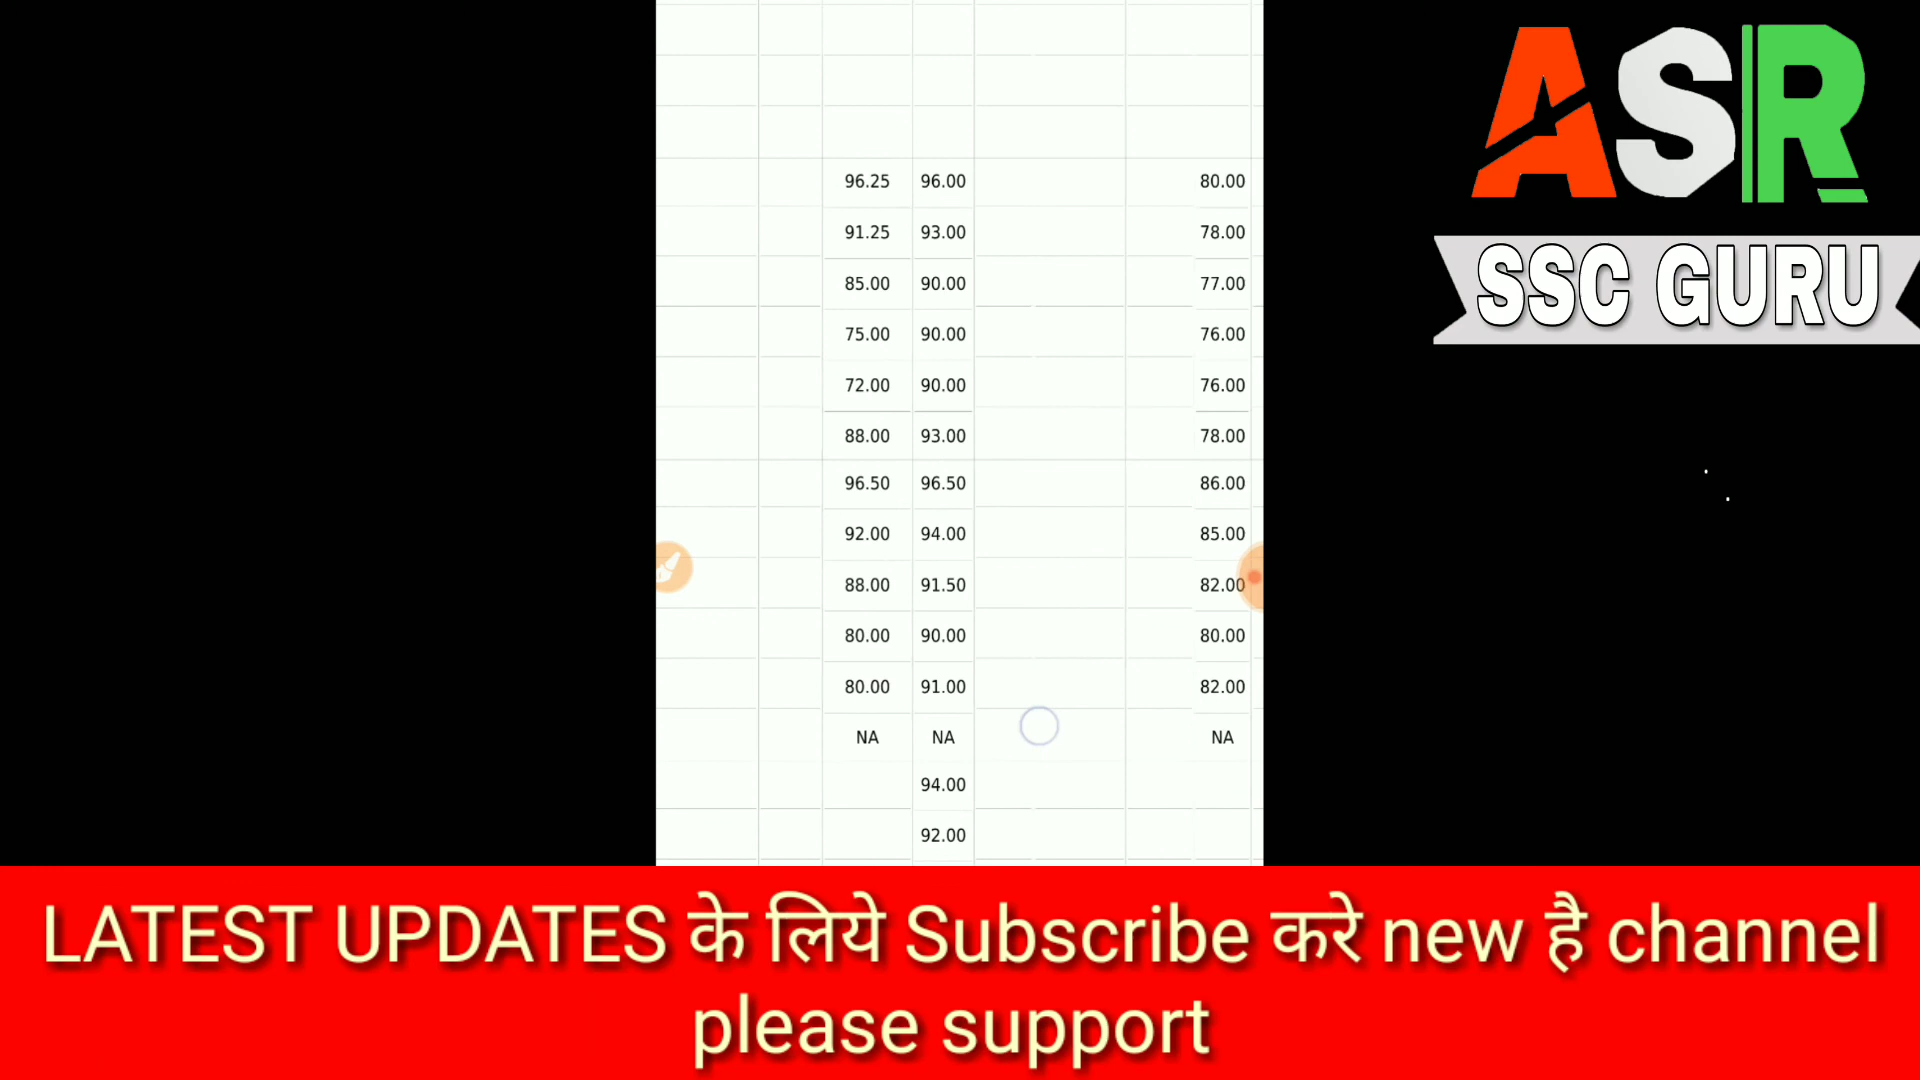 ASR
SSC GURU
96.25 96.00 80.00
91.25 93.00 78.00
85.00 90.00 77.00
75.00 90.00 76.00
72.00 90.00 76.00
88.00 93.00 78.00
96.50 96.50 86.00
92.00 94.00 85.00
88.00 91.50 82.00
80.00 90.00 80.00
80.00 91.00 82.00
NA NA NA
94.00
92.00
LATEST UPDATES के लिये Subscribe करे new है channel
please support